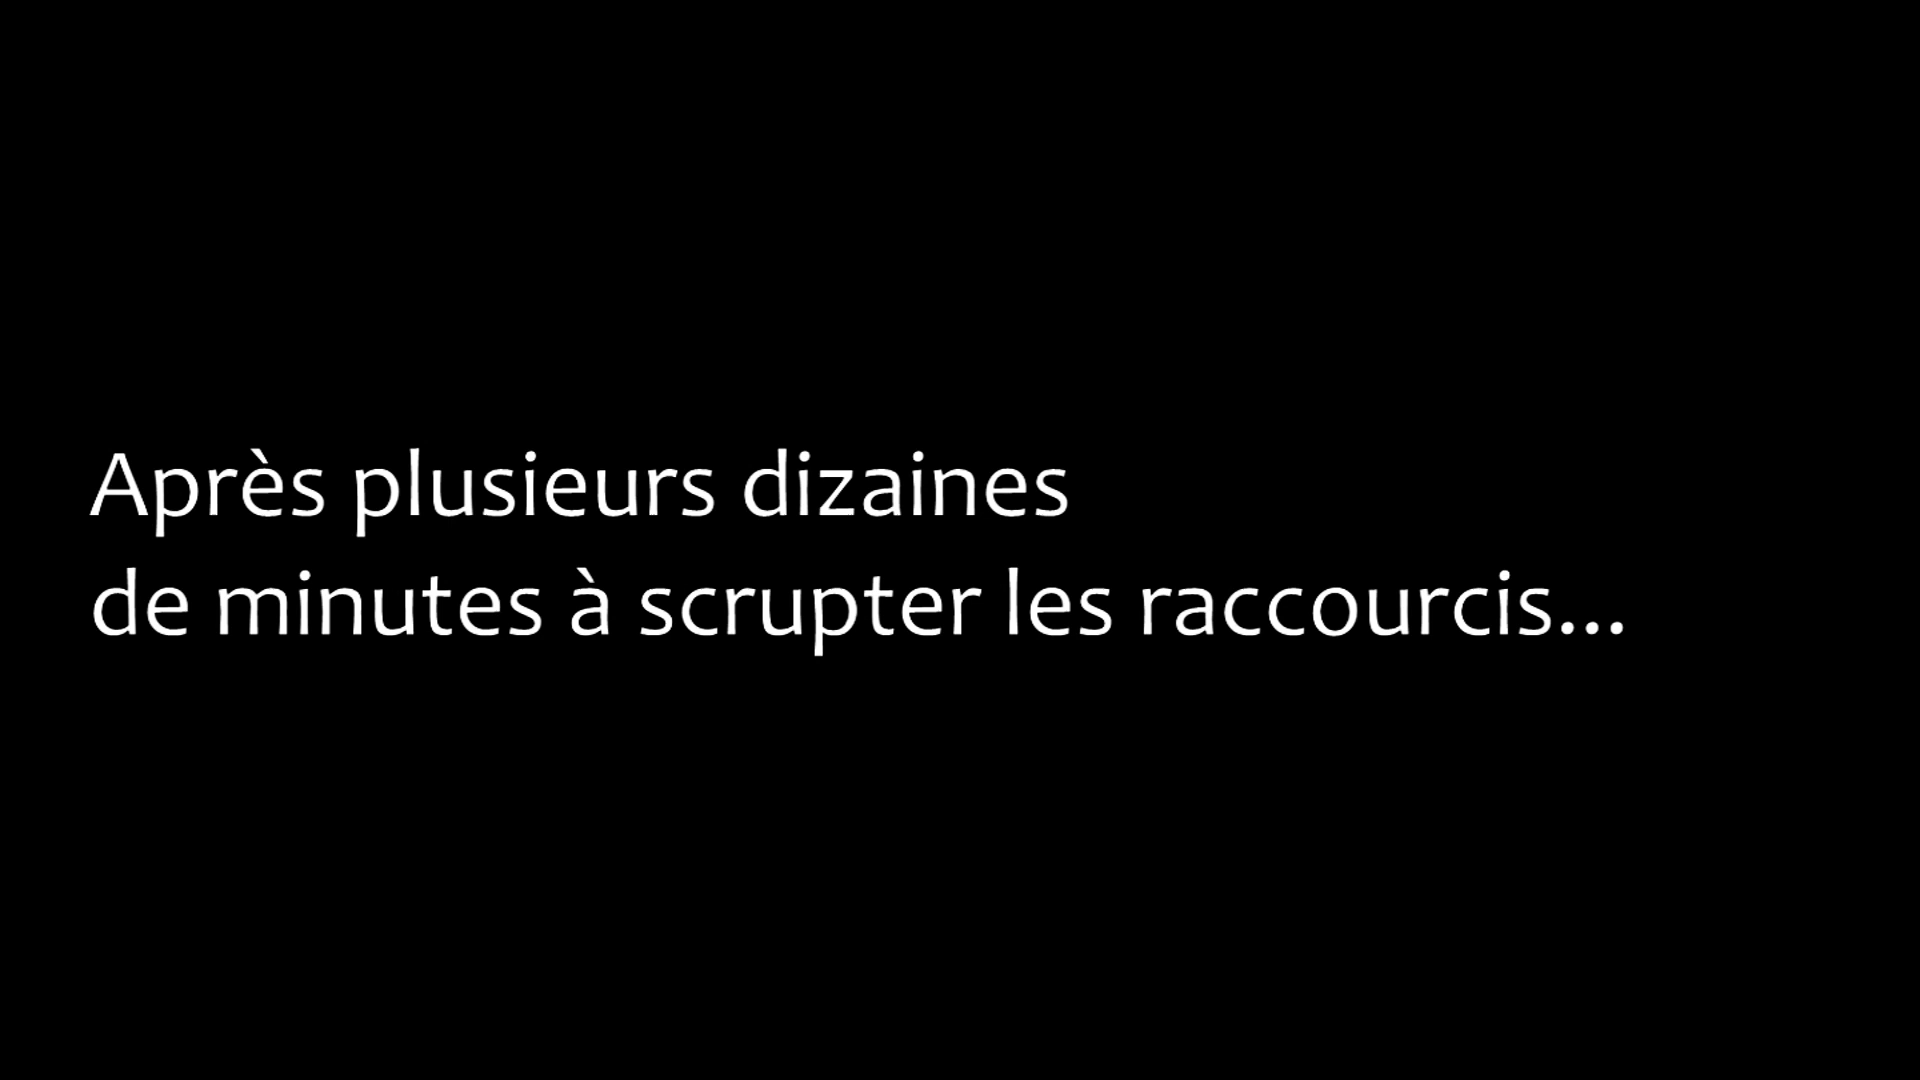 Après plusieurs dizaines
de minutes à scrupter les raccourcis...